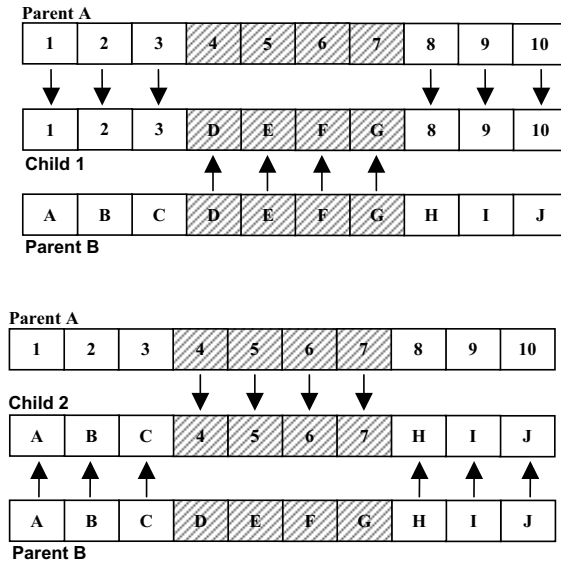 Parent A
1 2 3 4 5 6 7 8 9 10
1 2 3 D E F G 8 9 10
Child 1
A B C D E F G H I J
Parent B
Parent A
1 2 3 4 5 6 7 8 9 10
Child 2
A B C 4 5 6 7 H I J
A B C D E F G H I J
Parent B